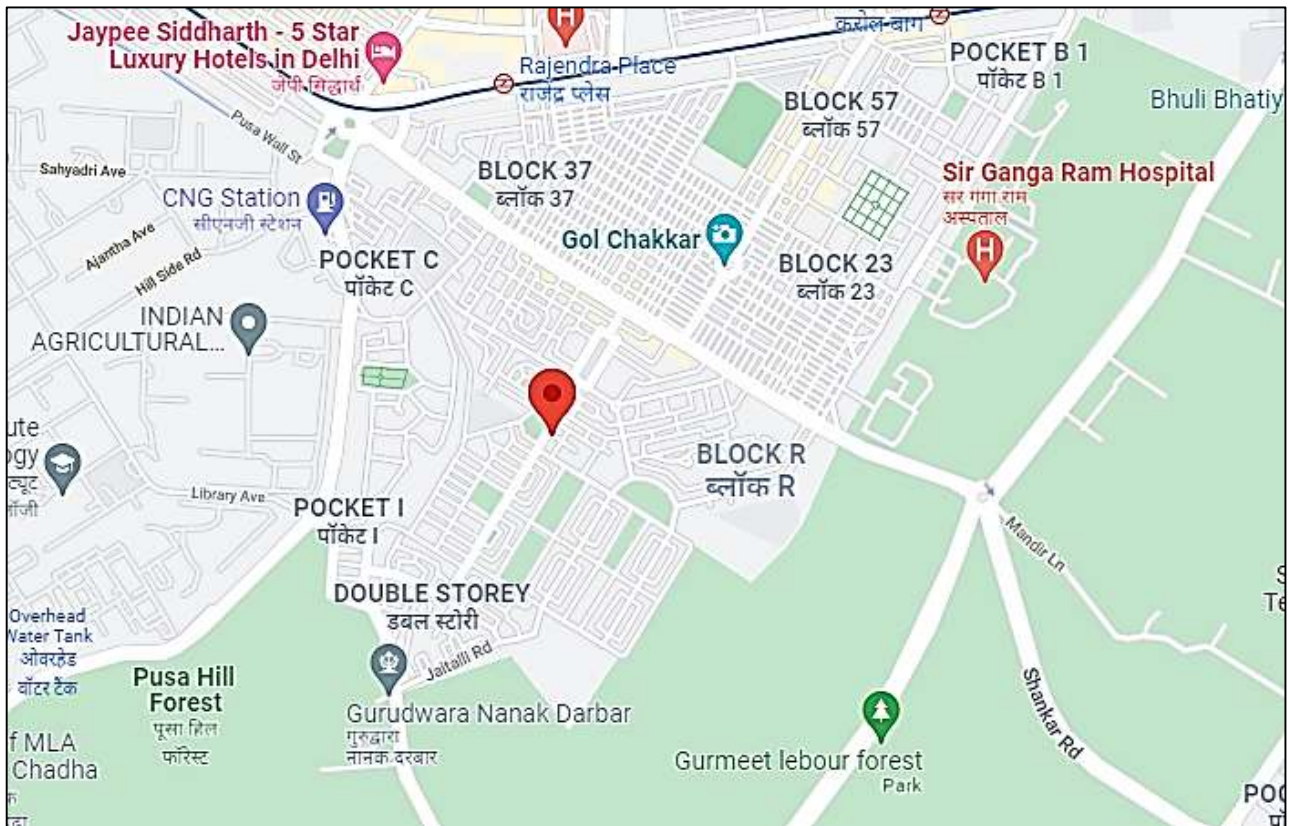 Jaypee Siddharth - 5 Star
Luxury Hotels in Delhi
जेपी सिद्धार्थ
Rajendra Place
राजेंद्र प्लेस
करोल बाग
POCKET B 1
पॉकेट B 1
BLOCK 57
ब्लॉक 57
Bhuli Bhatiy
Pusa Wall St
Sahyadri Ave
BLOCK 37
ब्लॉक 37
Sir Ganga Ram Hospital
सर गंगा राम
अस्पताल
CNG Station
सीएनजी स्टेशन
Ajantha Ave
Hill Side Rd
Gol Chakkar
POCKET C
पॉकेट C
BLOCK 23
ब्लॉक 23
INDIAN
AGRICULTURAL...
BLOCK R
ब्लॉक R
ute
ogy
Library Ave
POCKET I
पॉकेट I
Mandir Ln
DOUBLE STOREY
डबल स्टोरी
Overhead
Water Tank
ओवरहेड
वॉटर टैंक
Jaitalli Rd
Pusa Hill
Forest
पूसा हिल
फॉरेस्ट
Gurudwara Nanak Darbar
गुरुद्वारा
नानक दरबार
Shankar Rd
f MLA
Chadha
Gurmeet lebour forest
Park
POC